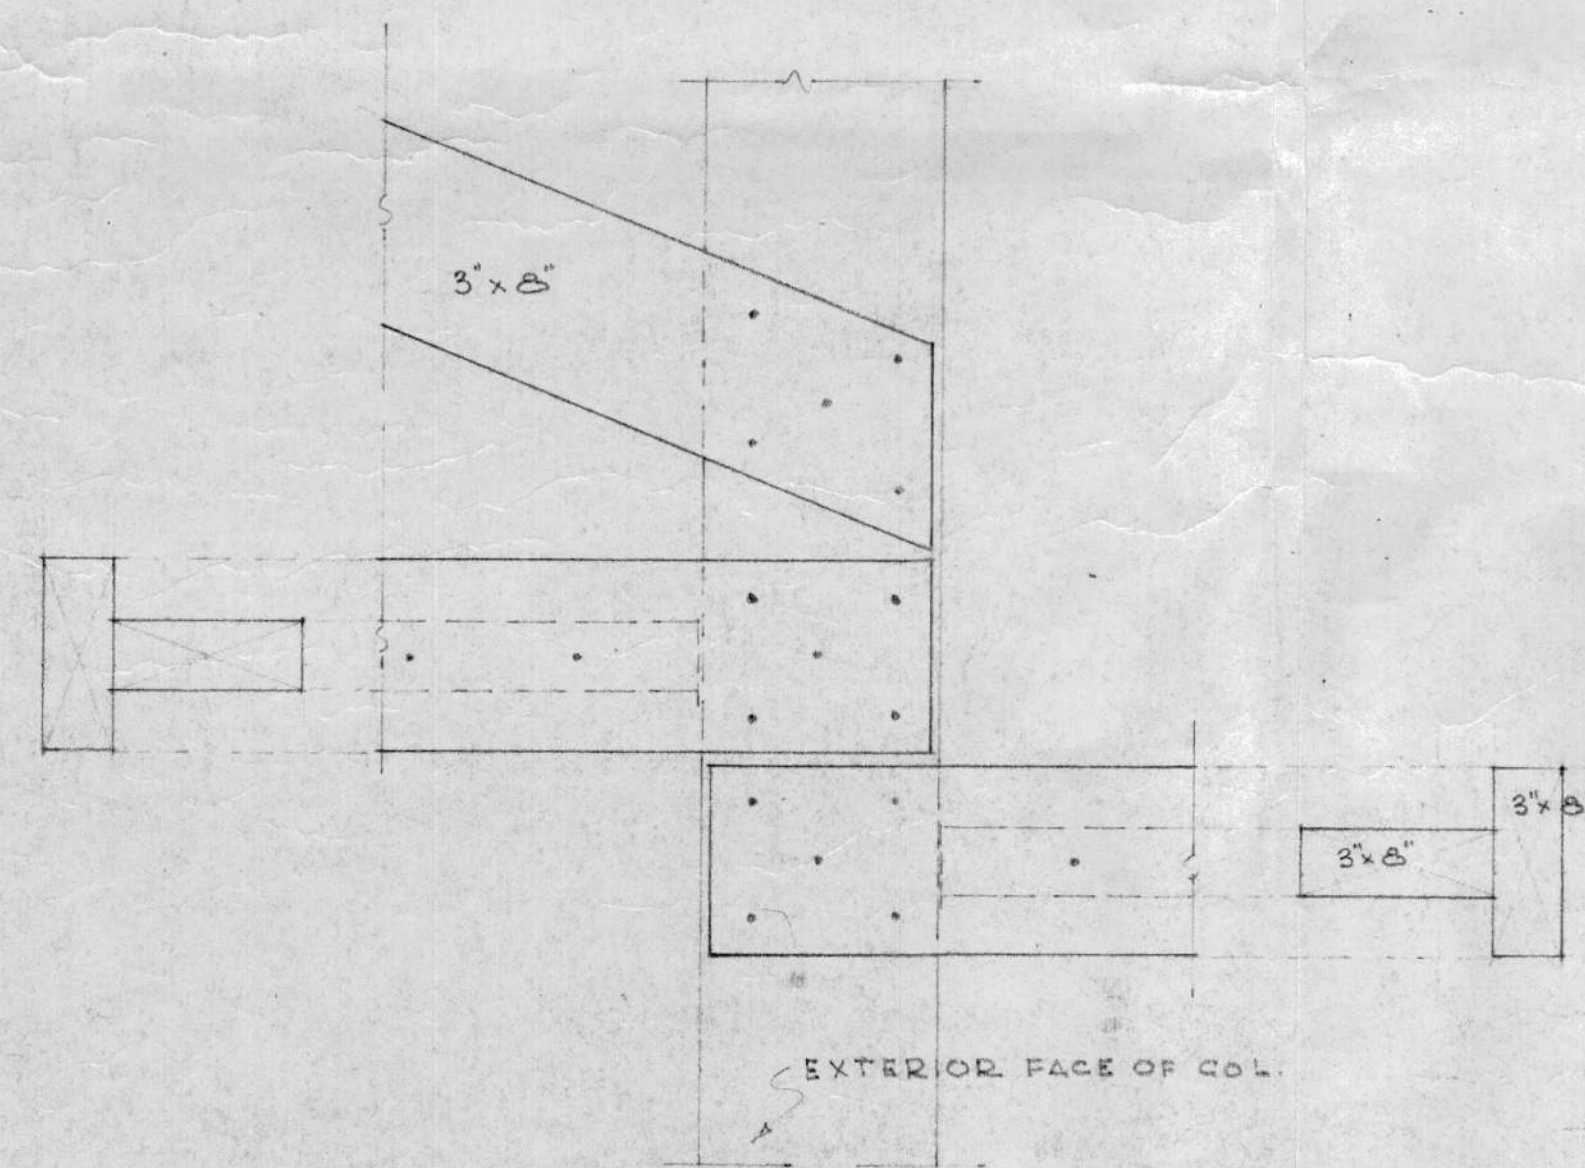 3" x 8"
3" x 8
3" x 8"
EXTERIOR FACE OF COL.